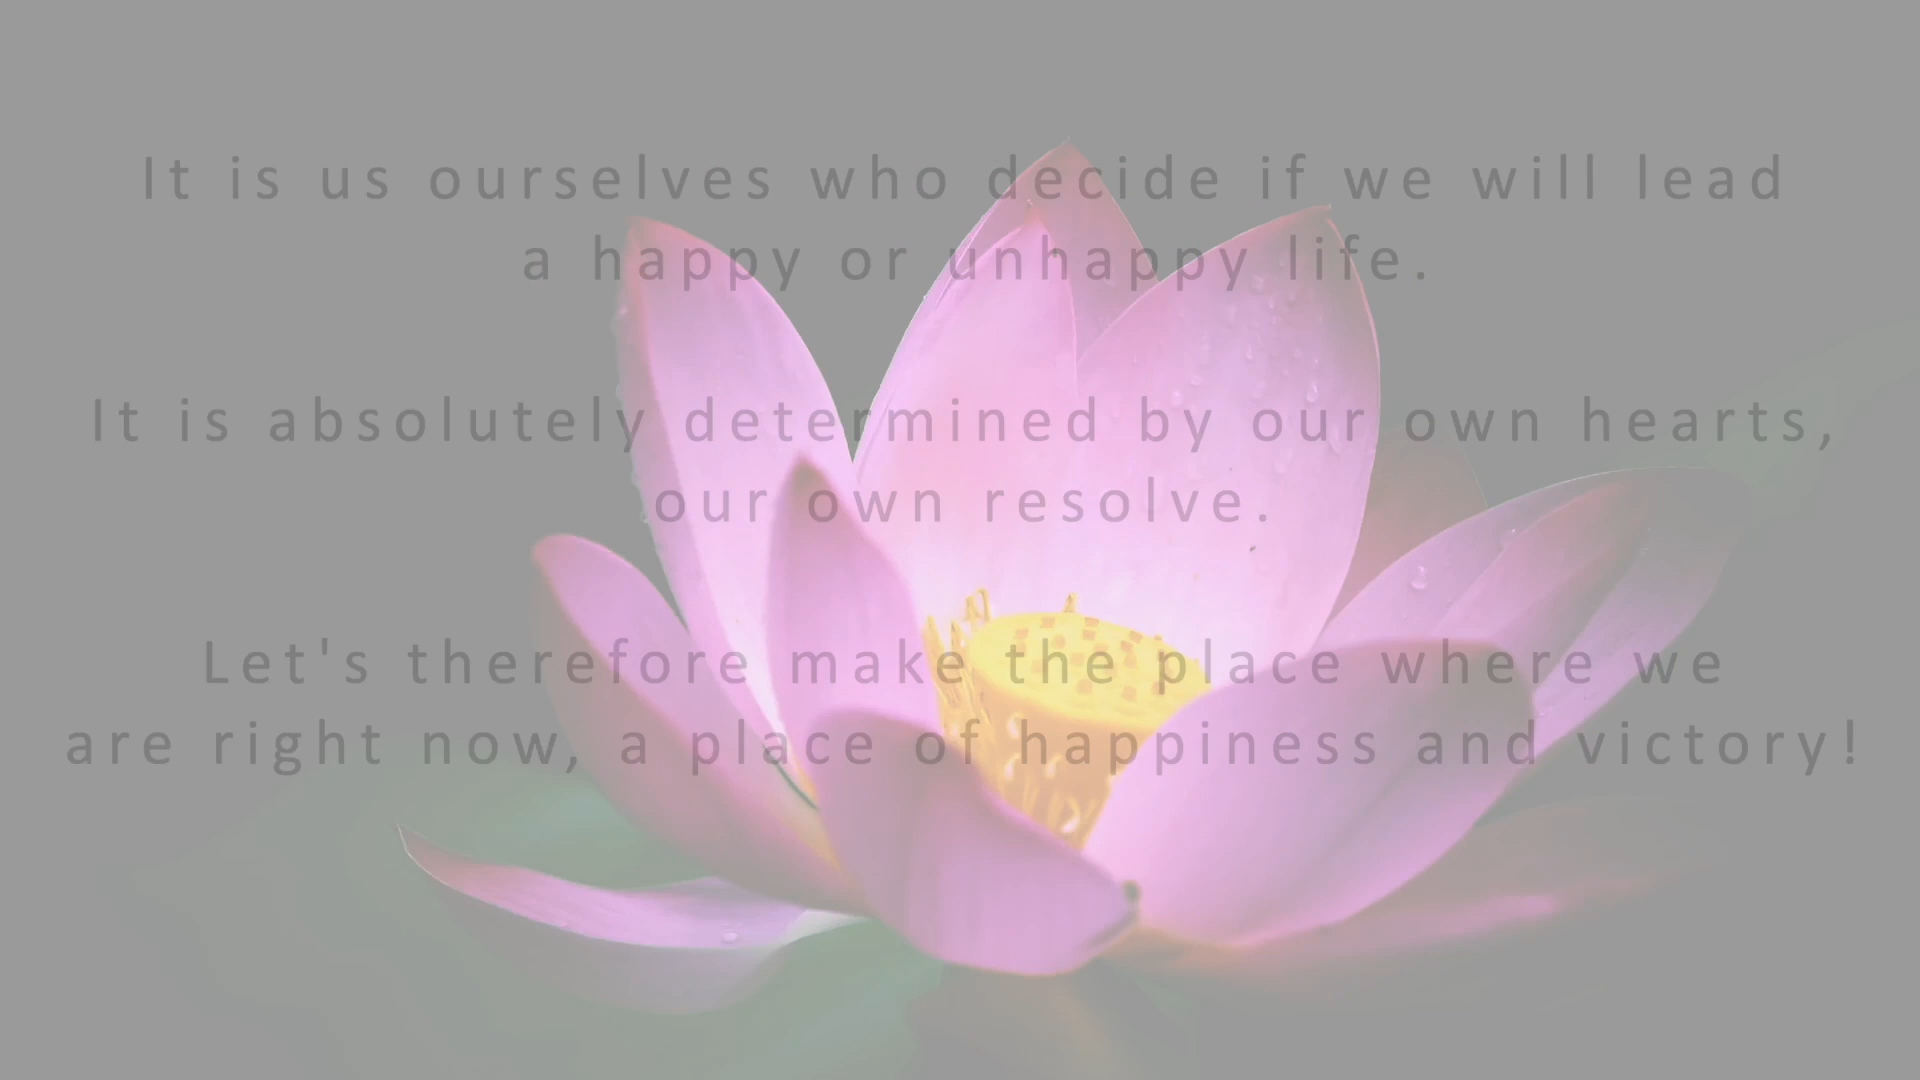 It is us ourselves who decide if we will lead
a happy or unhappy life.
It is absolutely determined by our own hearts,
our own resolve.
Let's therefore make the place where we
are right now, a place of happiness and victory!